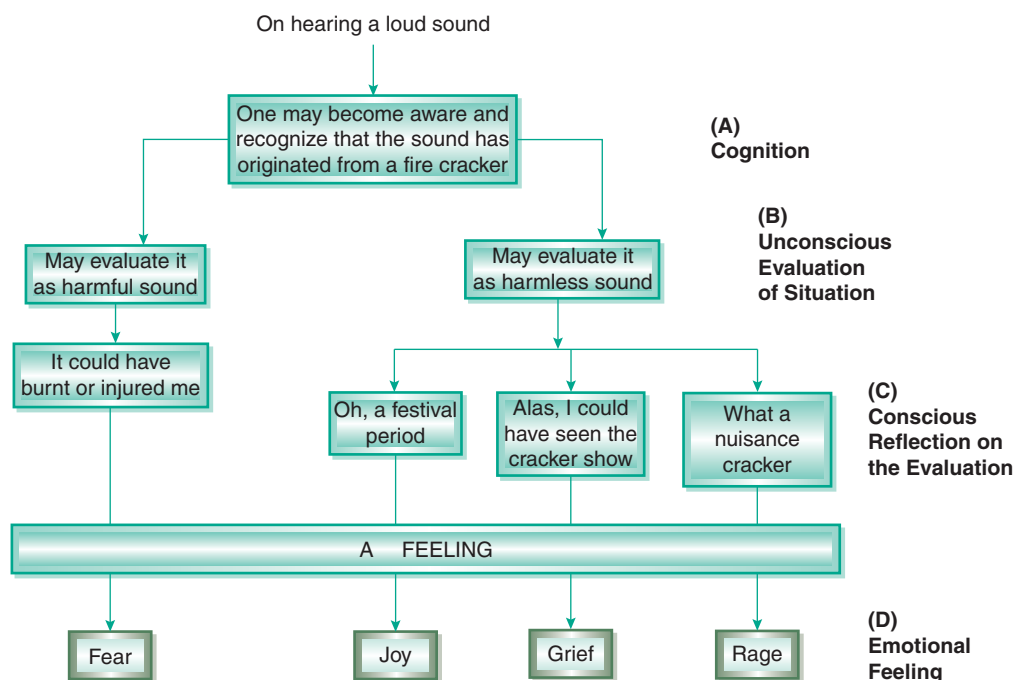 On hearing a loud sound
One may become aware and
recognize that the sound has
originated from a fire cracker
(A)
Cognition
May evaluate it
as harmful sound
May evaluate it
as harmless sound
(B)
Unconscious
Evaluation
of Situation
It could have
burnt or injured me
Oh, a festival
period
Alas, I could
have seen the
cracker show
What a
nuisance
cracker
(C)
Conscious
Reflection on
the Evaluation
A FEELING
Fear
Joy
Grief
Rage
(D)
Emotional
Feeling